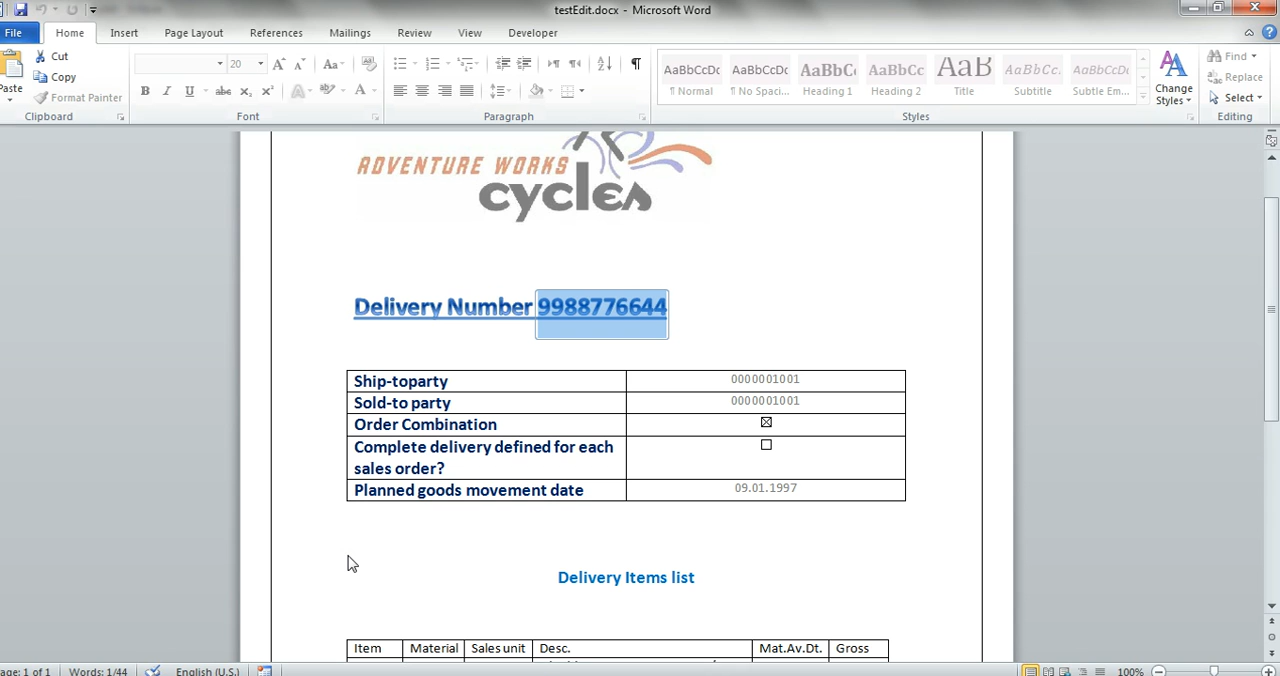 testEdit.docx - Microsoft Word
File Home Insert Page Layout References Mailings Review View Developer
Cut
Copy
Paste
Format Painter
20
AaBbCcDc AaBbCcDc AaBbC AaBbCc AaB AaBbCc. AaBbCcDc
¶ Normal ¶ No Spaci... Heading 1 Heading 2 Title Subtitle Subtle Em...
Change
Styles
Find
Replace
Select
Clipboard Font Paragraph Styles Editing
ADVENTURE WORKS
cycles
Delivery Number 9988776644
Ship-toparty 0000001001
Sold-to party 0000001001
Order Combination ☒
Complete delivery defined for each ☐
sales order?
Planned goods movement date 09.01.1997
Delivery Items list
Item Material Sales unit Desc. Mat.Av.Dt. Gross
age: 1 of 1 Words: 1/44 English (U.S.) 100%